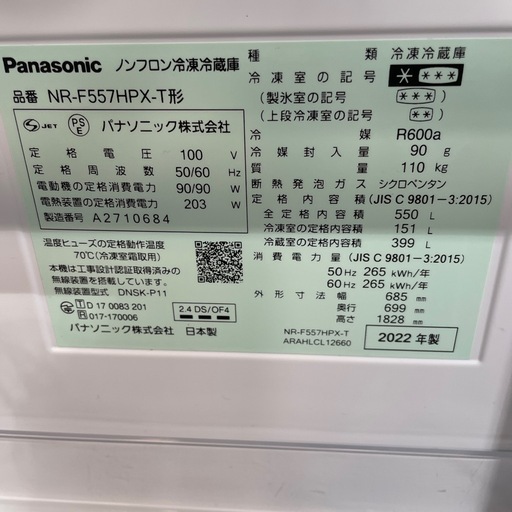 Panasonic ノンフロン冷凍冷蔵庫
品番 NR-F557HPX-T形
S JET PS E パナソニック株式会社
定格電圧 100 V
定格周波数 50/60 Hz
電動機の定格消費電力 90/90 W
電熱装置の定格消費電力 203 W
製造番号 A2710684
温度ヒューズの定格動作温度
70℃(冷凍室霜取用)
本機は工事設計認証取得済みの
無線装置を内蔵しています。
無線装置型式 DNSK-P11
T D 17 0083 201
R 017-170006
2.4 DS/OF4
パナソニック株式会社 日本製
種類 冷凍冷蔵庫
冷凍室の記号 ****
(製氷室の記号) ***
(上段冷凍室の記号) ***
冷媒 R600a
冷媒封入量 90 g
質量 110 kg
断熱発泡ガス シクロペンタン
定格内容積 (JIS C 9801-3:2015)
全定格内容積 550 L
冷凍室の定格内容積 151 L
冷蔵室の定格内容積 399 L
消費電力量 (JIS C 9801-3:2015)
50 Hz 265 kWh/年
60 Hz 265 kWh/年
外形寸法 幅 685 mm
奥行 699 mm
高さ 1828 mm
NR-F557HPX-T
ARAHLCL12660
2022年製